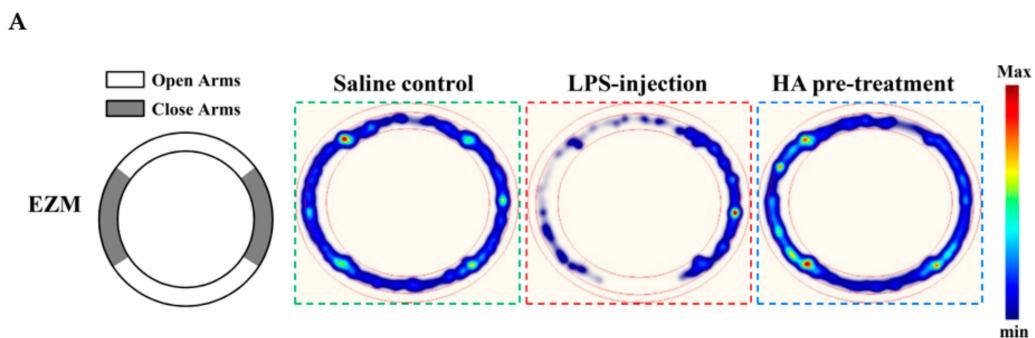 A
Open Arms
Close Arms
EZM
Saline control
LPS-injection
HA pre-treatment
Max
min